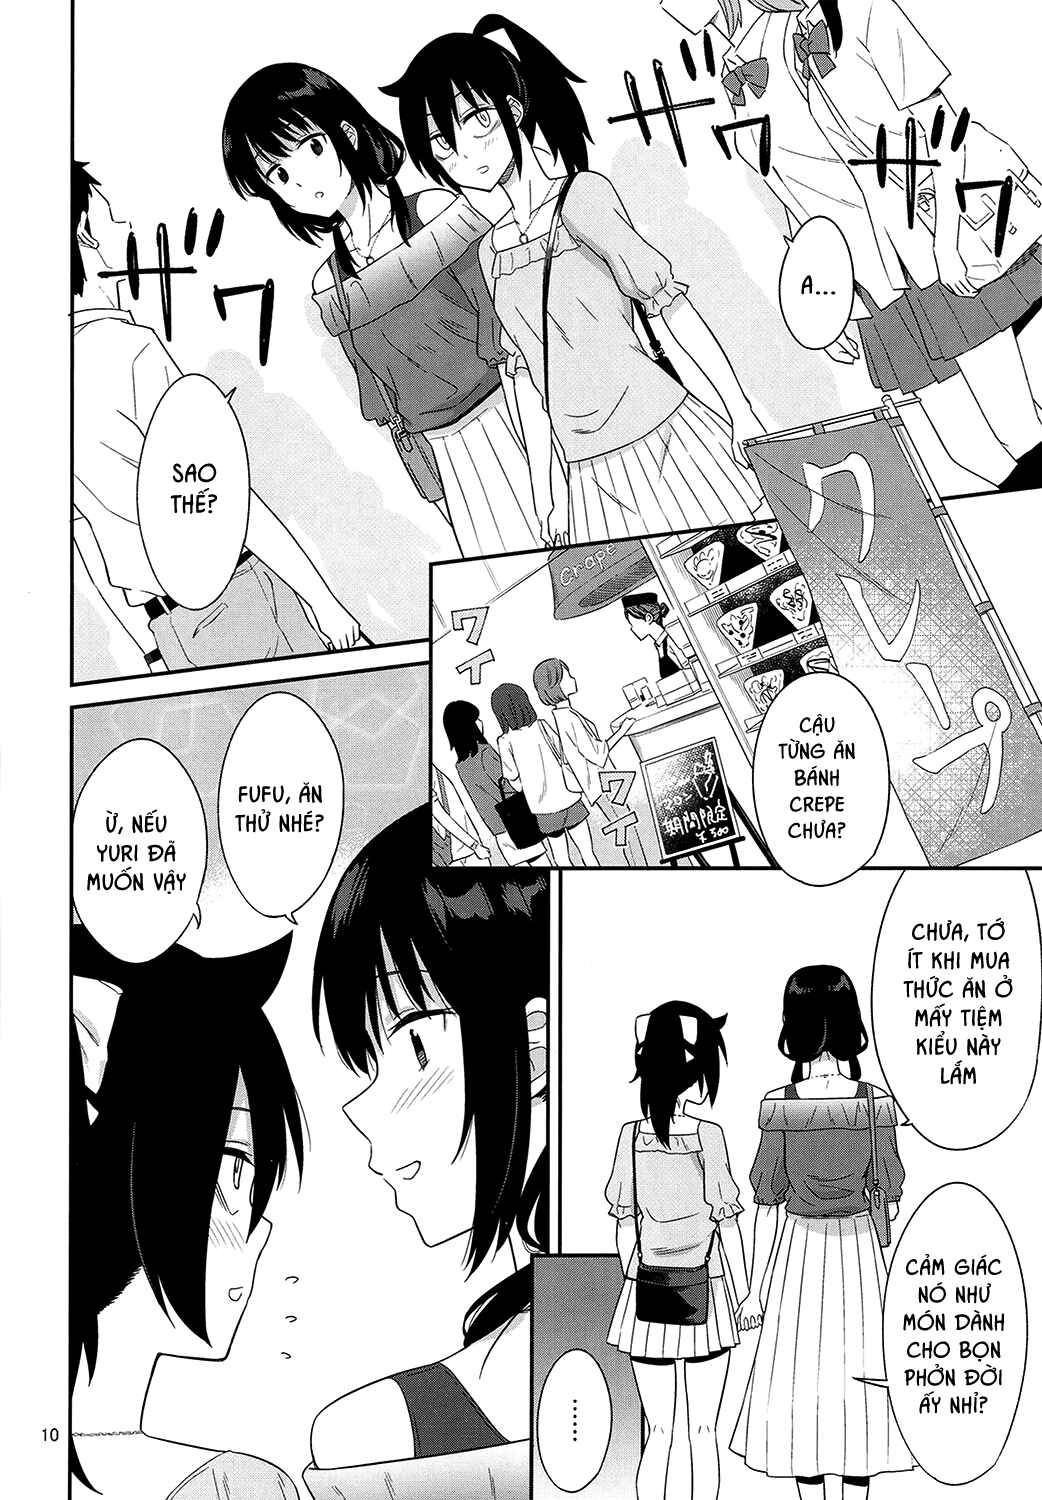 ザワ
ザワ
A...
SAO
THẾ?
クレープ
Crape
ワイ
ワイ
期間限定
¥500
CẬU
TỪNG ĂN
BÁNH
CREPE
CHƯA?
CHƯA, TỚ
ÍT KHI MUA
THỨC ĂN Ở
MẤY TIỆM
KIỂU NÀY
LẮM
CẢM GIÁC
NÓ NHƯ
MÓN DÀNH
CHO BỌN
PHỞN ĐỜI
ẤY NHỈ?
......
FUFU, ĂN
THỬ NHÉ?
Ừ, NẾU
YURI ĐÃ
MUỐN VẬY
10